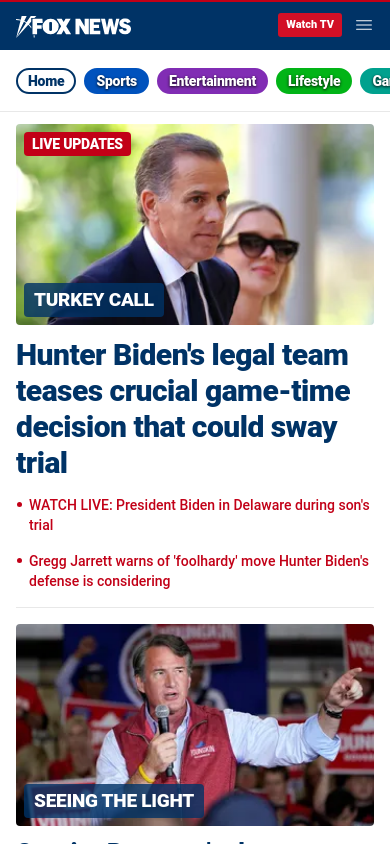 FOX NEWS
Watch TV
Home
Sports
Entertainment
Lifestyle
LIVE UPDATES
TURKEY CALL
Hunter Biden's legal team
teases crucial game-time
decision that could sway
trial
WATCH LIVE: President Biden in Delaware during son's
trial
Gregg Jarrett warns of 'foolhardy' move Hunter Biden's
defense is considering
YOUNGKIN
SEEING THE LIGHT